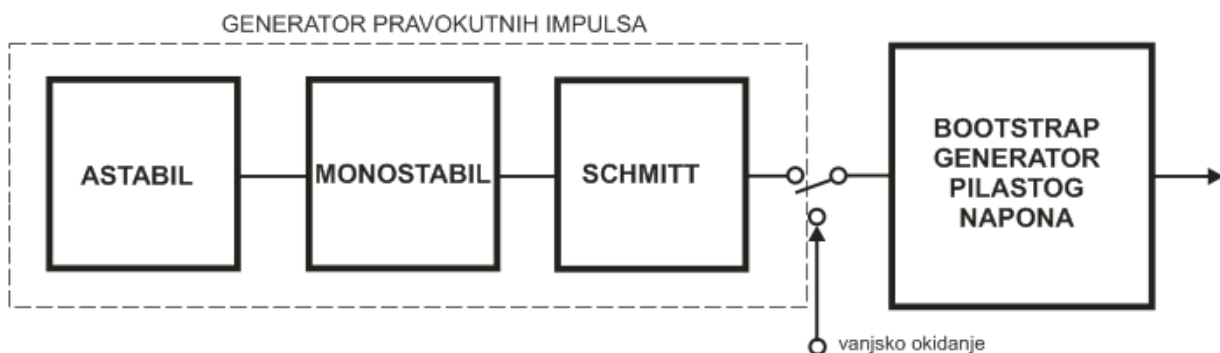 GENERATOR PRAVOKUTNIH IMPULSA
ASTABIL
MONOSTABIL
SCHMITT
BOOTSTRAP
GENERATOR
PILASTOG
NAPONA
vanjsko okidanje